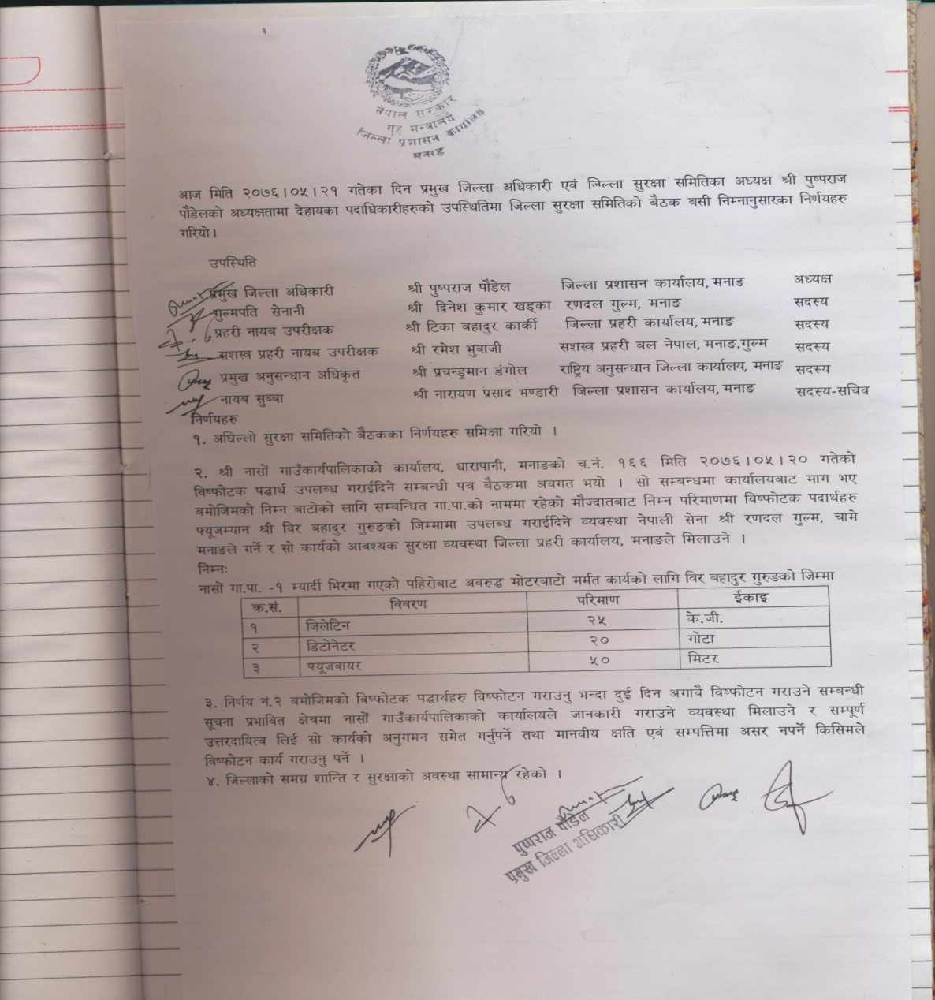 नेपाल सरकार
गृह मन्त्रालय
जिल्ला प्रशासन कार्यालय
मनाङ
आज मिति २०७६।०५।२१ गतेका दिन प्रमुख जिल्ला अधिकारी एवं जिल्ला सुरक्षा समितिका अध्यक्ष श्री पुष्पराज
पौडेलको अध्यक्षतामा देहायका पदाधिकारीहरुको उपस्थितिमा जिल्ला सुरक्षा समितिको बैठक बसी निम्नानुसारका निर्णयहरु
गरियो।
उपस्थिति
प्रमुख जिल्ला अधिकारी श्री पुष्पराज पौडेल जिल्ला प्रशासन कार्यालय, मनाङ अध्यक्ष
गुल्मपति सेनानी श्री दिनेश कुमार खड्का रणदल गुल्म, मनाङ सदस्य
प्रहरी नायब उपरीक्षक श्री टिका बहादुर कार्की जिल्ला प्रहरी कार्यालय, मनाङ सदस्य
सशस्त्र प्रहरी नायब उपरीक्षक श्री रमेश भुवाजी सशस्त्र प्रहरी बल नेपाल, मनाङ,गुल्म सदस्य
प्रमुख अनुसन्धान अधिकृत श्री प्रचन्ड्रमान डंगोल राष्ट्रिय अनुसन्धान जिल्ला कार्यालय, मनाङ सदस्य
नायब सुब्बा श्री नारायण प्रसाद भण्डारी जिल्ला प्रशासन कार्यालय, मनाङ सदस्य-सचिव
निर्णयहरु
१. अघिल्लो सुरक्षा समितिको बैठकका निर्णयहरु समिक्षा गरियो ।
२. श्री नासों गाउँकार्यपालिकाको कार्यालय, धारापानी, मनाङको च.नं. १६६ मिति २०७६।०५।२० गतेको
विष्फोटक पद्धार्थ उपलब्ध गराईदिने सम्बन्धी पत्र बैठकमा अवगत भयो । सो सम्बन्धमा कार्यालयबाट माग भए
बमोजिमको निम्न बाटोको लागि सम्बन्धित गा.पा.को नाममा रहेको मौज्दातबाट निम्न परिमाणमा विष्फोटक पदार्थहरु
फ्यूजम्यान श्री विर बहादुर गुरुङको जिम्मामा उपलब्ध गराईदिने व्यवस्था नेपाली सेना श्री रणदल गुल्म, चामे
मनाङले गर्ने र सो कार्यको आवश्यक सुरक्षा व्यवस्था जिल्ला प्रहरी कार्यालय, मनाङले मिलाउने ।
निम्नः
नासों गा.पा. -१ म्यार्दी भिरमा गएको पहिरोबाट अवरुद्ध मोटरबाटो मर्मत कार्यको लागि विर बहादुर गुरुङको जिम्मा
क्र.सं. विवरण परिमाण ईकाइ
१ जिलेटिन २५ के.जी.
२ डिटोनेटर २० गोटा
३ फ्यूजवायर ५० मिटर
३. निर्णय नं.२ बमोजिमको विष्फोटक पद्धार्थहरु विष्फोटन गराउनु भन्दा दुई दिन अगावै विष्फोटन गराउने सम्बन्धी
सूचना प्रभावित क्षेत्रमा नासों गाउँकार्यपालिकाको कार्यालयले जानकारी गराउने व्यवस्था मिलाउने र सम्पूर्ण
उत्तरदायित्व लिई सो कार्यको अनुगमन समेत गर्नुपर्ने तथा मानवीय क्षति एवं सम्पत्तिमा असर नपर्ने किसिमले
विष्फोटन कार्य गराउनु पर्ने ।
४. जिल्लाको समग्र शान्ति र सुरक्षाको अवस्था सामान्य रहेको ।
पुष्पराज पौडेल
प्रमुख जिल्ला अधिकारी